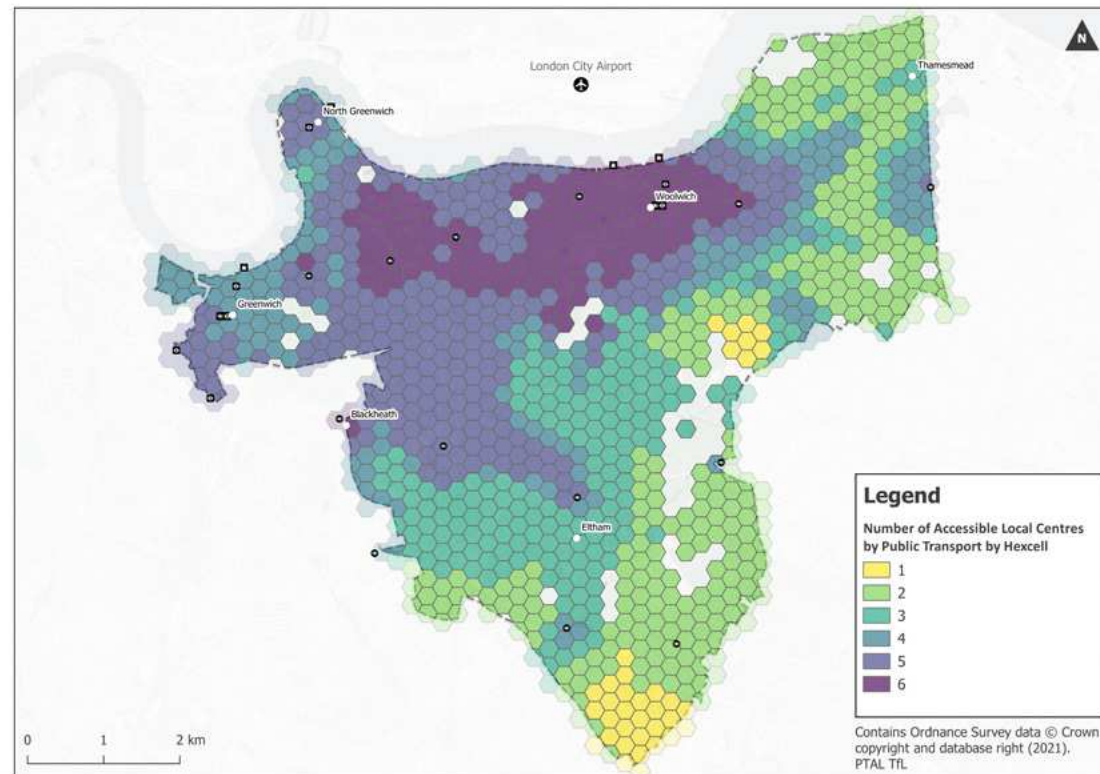 N
London City Airport
Thamesmead
North Greenwich
Woolwich
Greenwich
Blackheath
Eltham
Legend
Number of Accessible Local Centres
by Public Transport by Hexcell
1
2
3
4
5
6
0 1 2 km
Contains Ordnance Survey data © Crown
copyright and database right (2021).
PTAL TfL